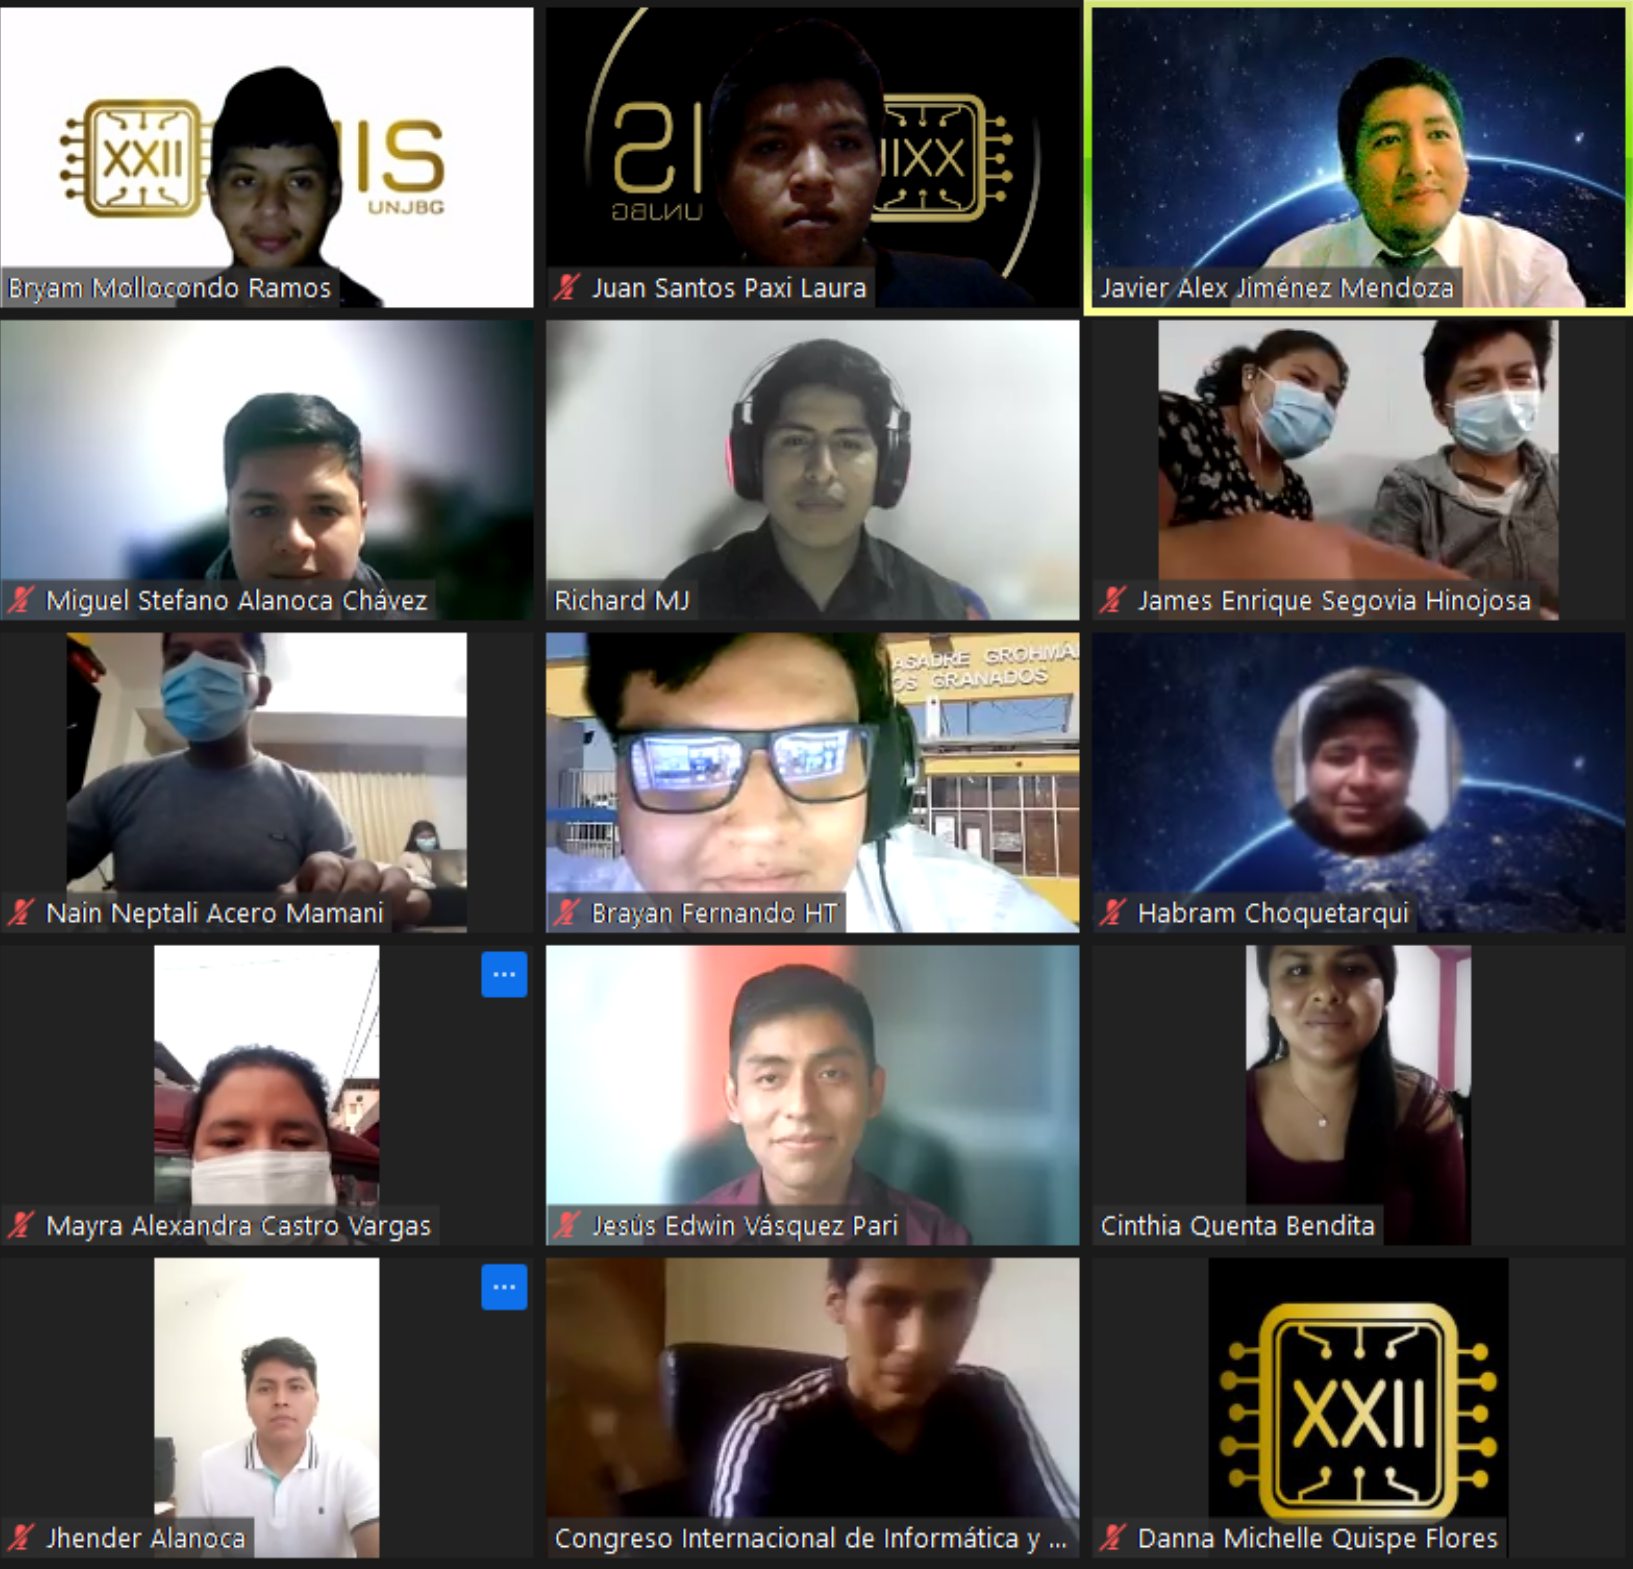 XXII IS
UNJBG
Bryam Mollocondo Ramos
IS XXII
UNJBG
Juan Santos Paxi Laura
Javier Alex Jiménez Mendoza
Miguel Stefano Alanoca Chávez
Richard MJ
James Enrique Segovia Hinojosa
Nain Neptali Acero Mamani
ASADRE GROHMA
OS GRANADOS
Brayan Fernando HT
Habram Choquetarqui
Mayra Alexandra Castro Vargas
Jesús Edwin Vásquez Pari
Cinthia Quenta Bendita
Jhender Alanoca
Congreso Internacional de Informática y ...
XXII
Danna Michelle Quispe Flores